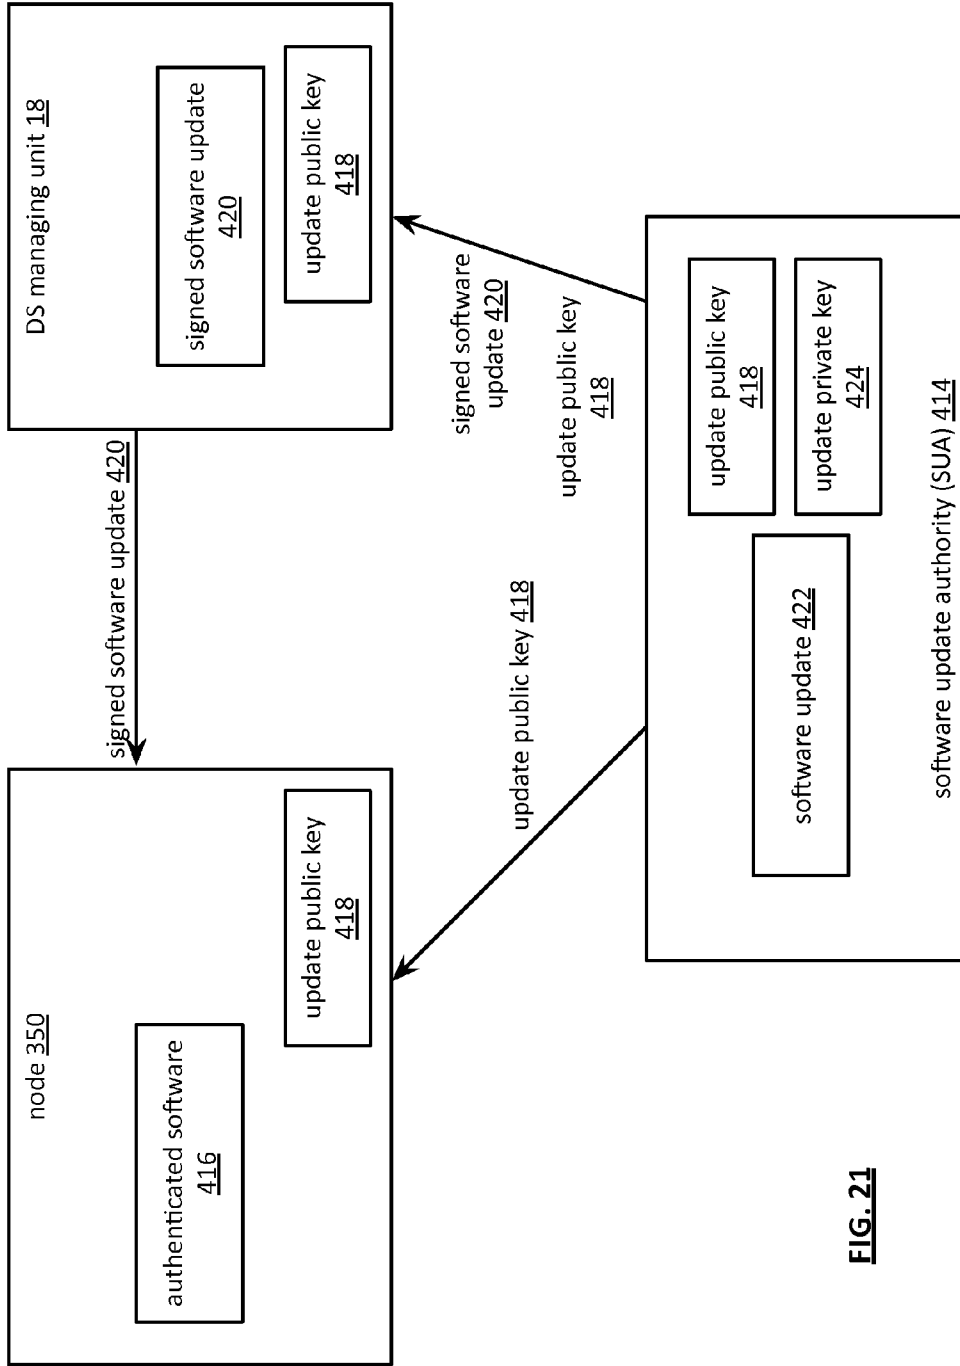 node 350
authenticated software
416
update public key
418
signed software update 420
DS managing unit 18
signed software update
420
update public key
418
update public key 418
signed software
update 420
update public key
418
software update 422
update public key
418
update private key
424
software update authority (SUA) 414
FIG. 21